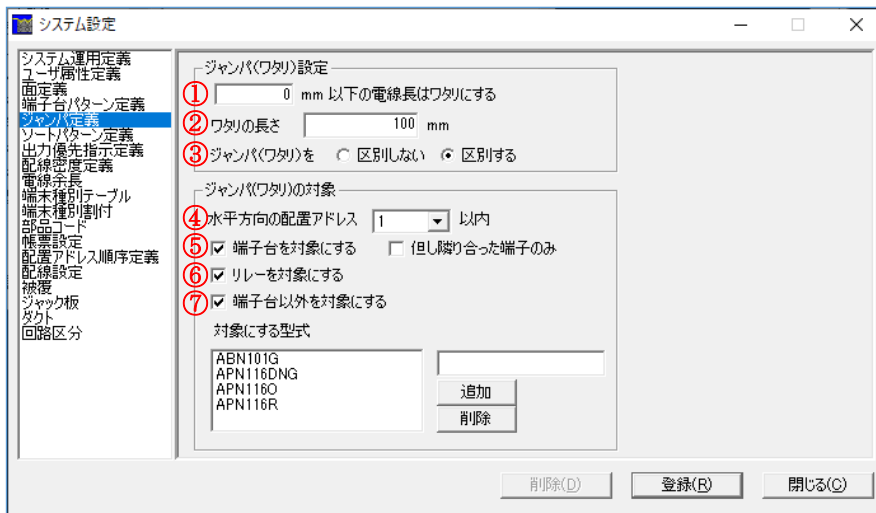 システム設定
システム運用定義
ユーザ属性定義
面定義
端子台パターン定義
ジャンパ定義
ソートパターン定義
出力優先指示定義
配線密度定義
電線余長
端末種別テーブル
端末種別割付
部品コード
帳票設定
配置アドレス順序定義
配線設定
被覆
ジャック板
ダクト
回路区分
ジャンパ(ワタリ)設定
① 0 mm 以下の電線長はワタリにする
② ワタリの長さ 100 mm
③ ジャンパ(ワタリ)を 区別しない 区別する
ジャンパ(ワタリ)の対象
④ 水平方向の配置アドレス 1 以内
⑤ 端子台を対象にする 但し隣り合った端子のみ
⑥ リレーを対象にする
⑦ 端子台以外を対象にする
対象にする型式
ABN101G
APN116DNG
APN116O
APN116R
追加
削除
削除(D) 登録(R) 閉じる(C)